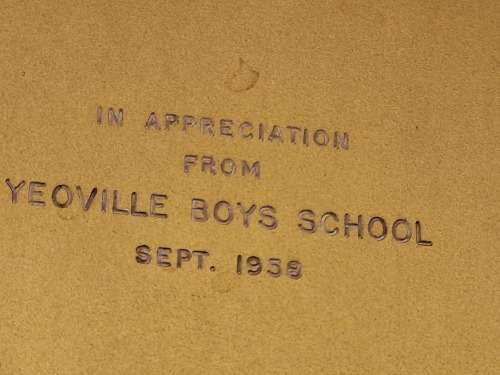 IN APPRECIATION
FROM
YEOVILLE BOYS SCHOOL
SEPT. 1959